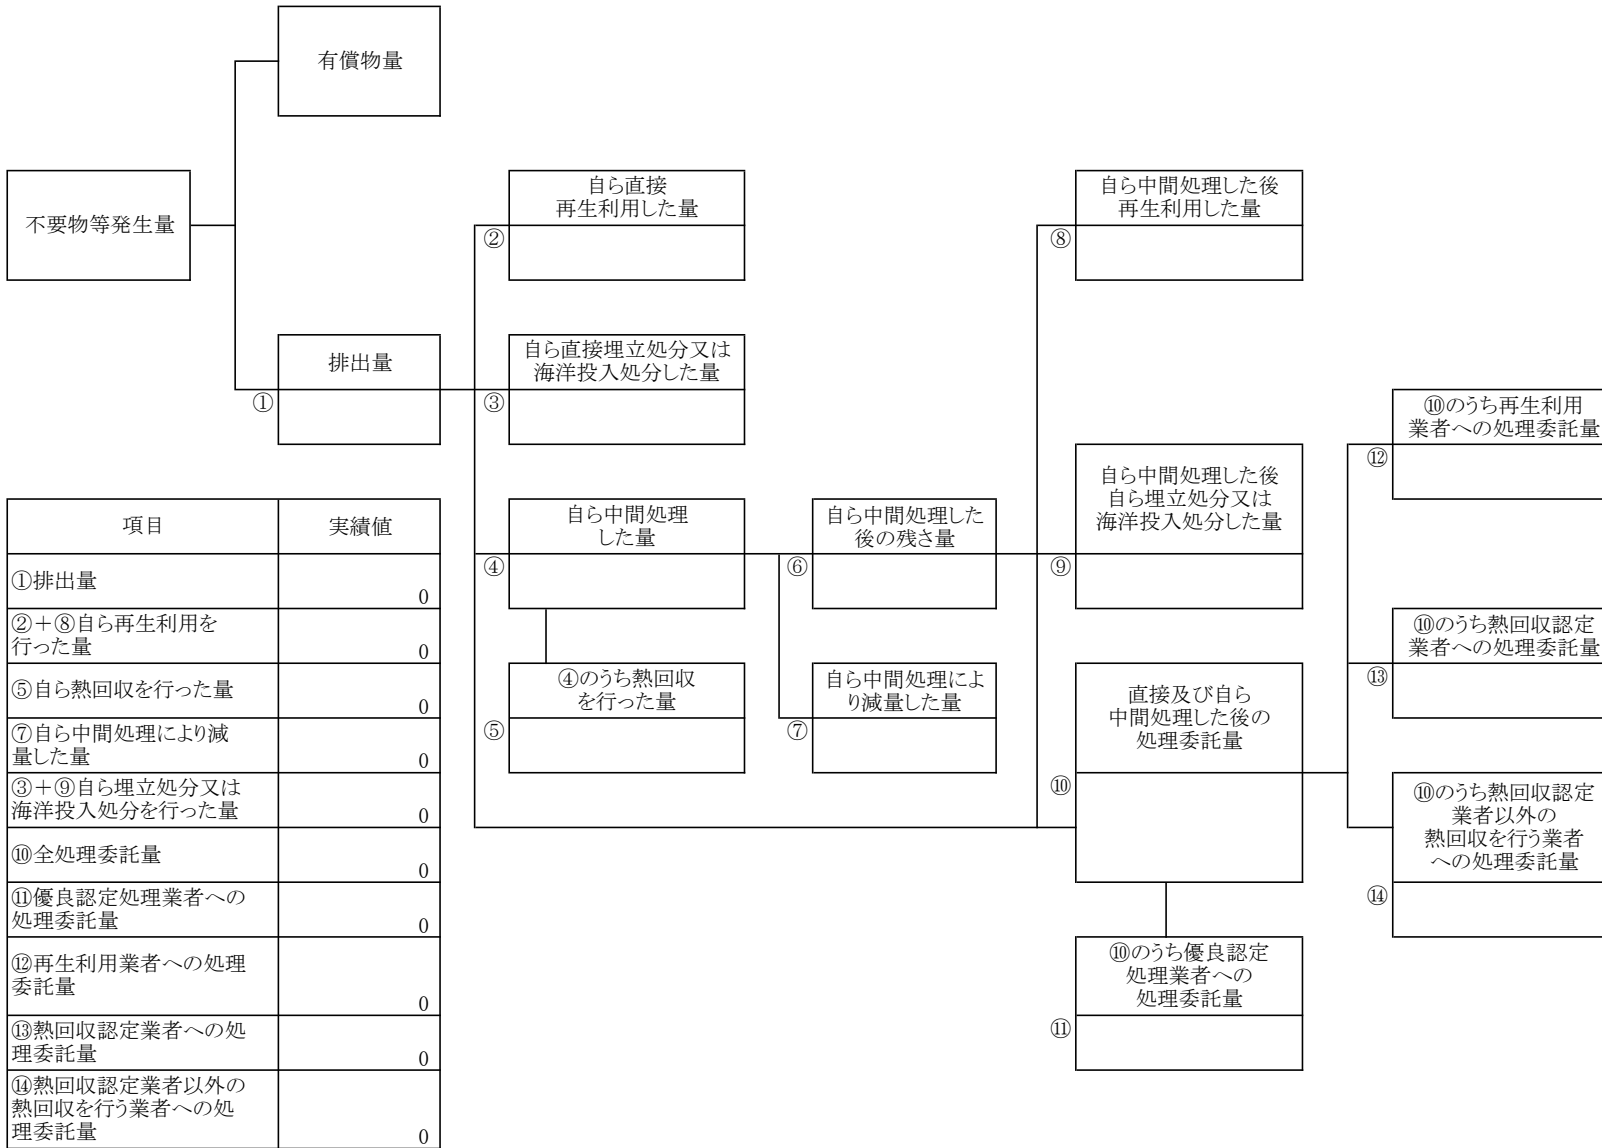 有償物量
不要物等発生量
排出量
①
自ら直接
再生利用した量
②
自ら直接埋立処分又は
海洋投入処分した量
③
自ら中間処理
した量
④
④のうち熱回収
を行った量
⑤
自ら中間処理した
後の残さ量
⑥
自ら中間処理によ
り減量した量
⑦
自ら中間処理した後
再生利用した量
⑧
自ら中間処理した後
自ら埋立処分又は
海洋投入処分した量
⑨
直接及び自ら
中間処理した後の
処理委託量
⑩
⑩のうち優良認定
処理業者への
処理委託量
⑪
⑩のうち再生利用
業者への処理委託量
⑫
⑩のうち熱回収認定
業者への処理委託量
⑬
⑩のうち熱回収認定
業者以外の
熱回収を行う業者
への処理委託量
⑭
項目 実績値
①排出量
0
②＋⑧自ら再生利用を
行った量 0
⑤自ら熱回収を行った量
0
⑦自ら中間処理により減
量した量 0
③＋⑨自ら埋立処分又は
海洋投入処分を行った量 0
⑩全処理委託量
0
⑪優良認定処理業者への
処理委託量 0
⑫再生利用業者への処理
委託量
0
⑬熱回収認定業者への処
理委託量 0
⑭熱回収認定業者以外の
熱回収を行う業者への処
理委託量 0